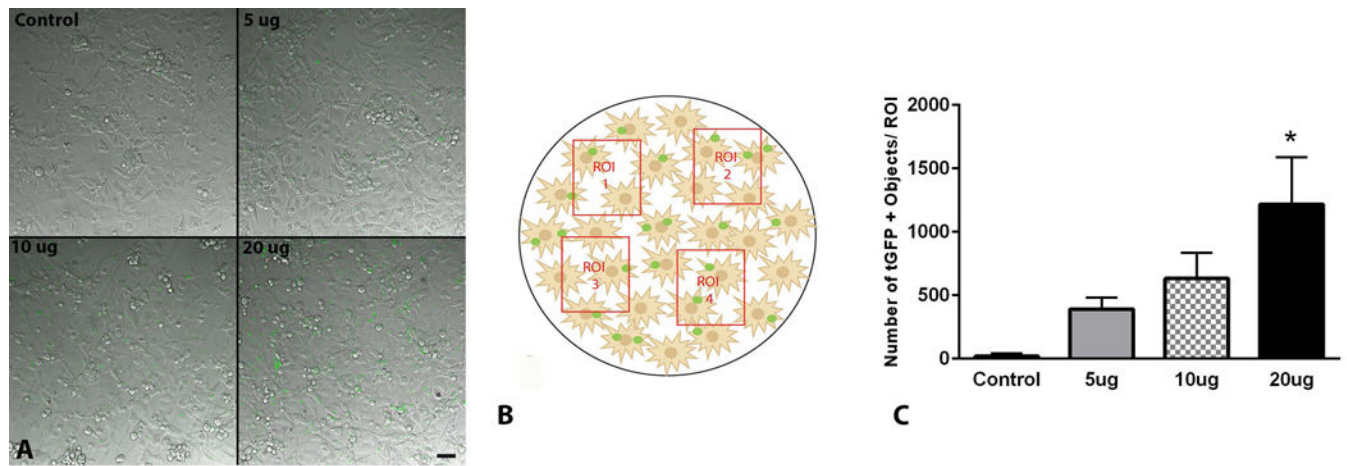 Control
5 ug
10 ug
20 ug
A
ROI
1
ROI
2
ROI
3
ROI
4
B
Number of tGFP + Objects/ ROI
2000
1500
1000
500
0
*
Control
5ug
10ug
20ug
C